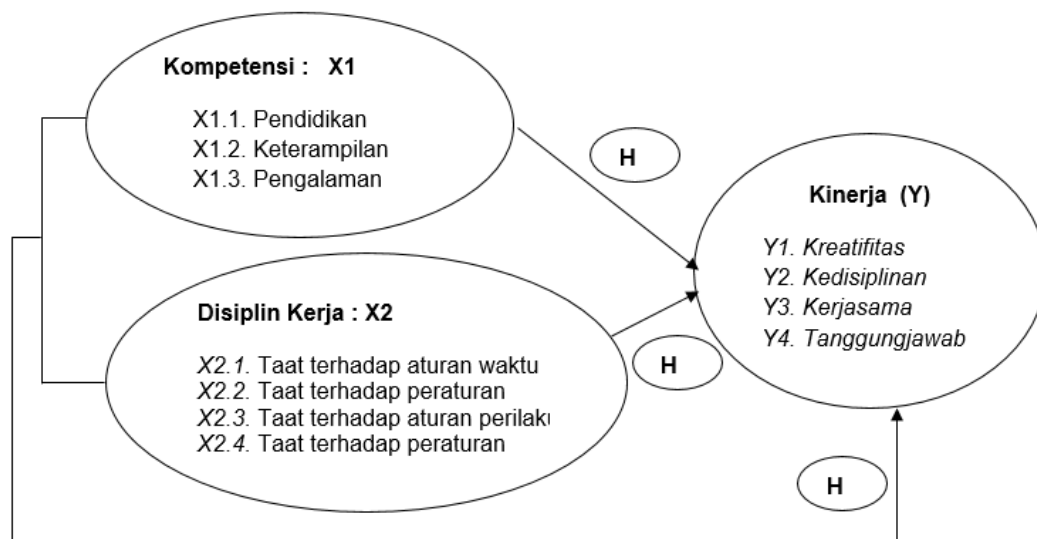 Kompetensi : X1
X1.1. Pendidikan
X1.2. Keterampilan
X1.3. Pengalaman
H
Kinerja (Y)
Y1. Kreatifitas
Y2. Kedisiplinan
Y3. Kerjasama
Y4. Tanggungjawab
Disiplin Kerja : X2
X2.1. Taat terhadap aturan waktu
X2.2. Taat terhadap peraturan
X2.3. Taat terhadap aturan perilaku
X2.4. Taat terhadap peraturan
H
H